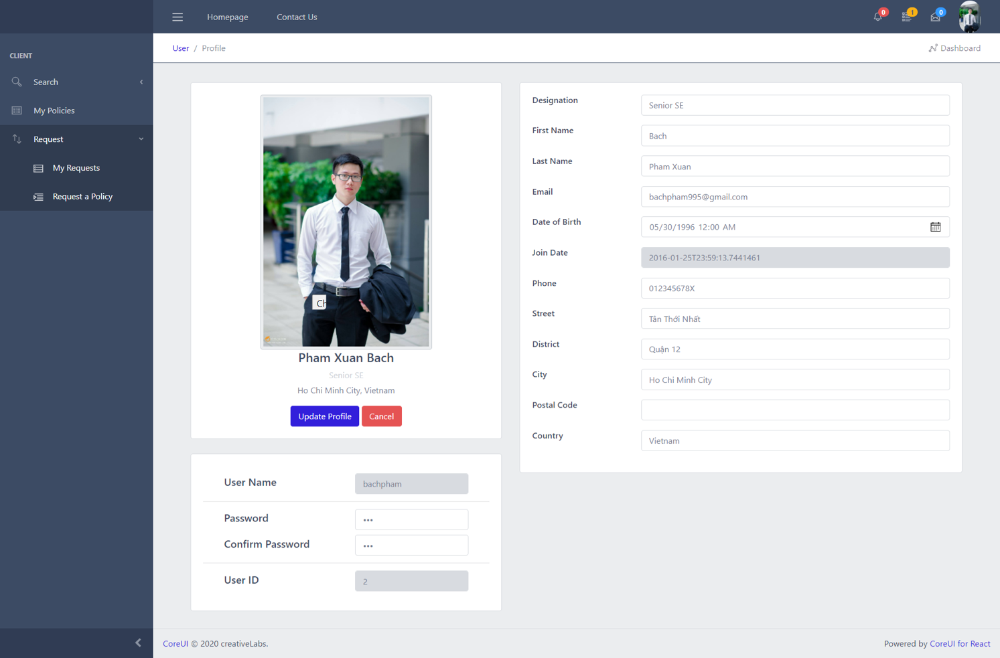 Homepage
Contact Us
0
1
0
User / Profile
Dashboard
CLIENT
Search
My Policies
Request
My Requests
Request a Policy
Ch
Pham Xuan Bach
Senior SE
Ho Chi Minh City, Vietnam
Update Profile
Cancel
User Name
bachpham
Password
•••
Confirm Password
•••
User ID
2
Designation
Senior SE
First Name
Bach
Last Name
Pham Xuan
Email
bachpham995@gmail.com
Date of Birth
05/30/1996 12:00 AM
Join Date
2016-01-25T23:59:13.7441461
Phone
012345678X
Street
Tân Thới Nhất
District
Quận 12
City
Ho Chi Minh City
Postal Code
Country
Vietnam
CoreUI © 2020 creativeLabs.
Powered by CoreUI for React